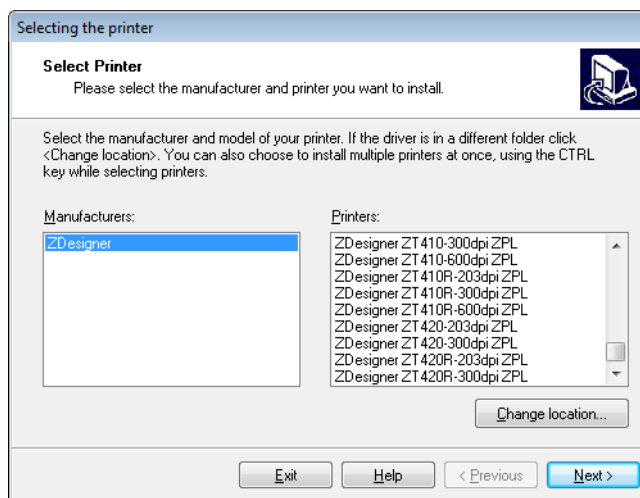 Selecting the printer
Select Printer
Please select the manufacturer and printer you want to install.
Select the manufacturer and model of your printer. If the driver is in a different folder click
<Change location>. You can also choose to install multiple printers at once, using the CTRL
key while selecting printers.
Manufacturers:
ZDesigner
Printers:
ZDesigner ZT410-300dpi ZPL
ZDesigner ZT410-600dpi ZPL
ZDesigner ZT410R-203dpi ZPL
ZDesigner ZT410R-300dpi ZPL
ZDesigner ZT410R-600dpi ZPL
ZDesigner ZT420-203dpi ZPL
ZDesigner ZT420-300dpi ZPL
ZDesigner ZT420R-203dpi ZPL
ZDesigner ZT420R-300dpi ZPL
Change location...
Exit
Help
< Previous
Next >